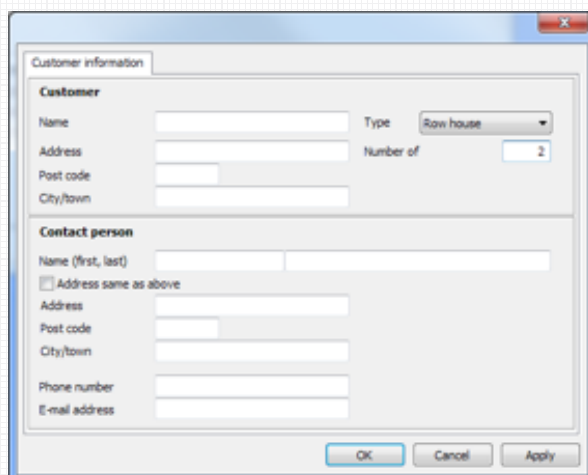 Customer information
Customer
Name Type Row house
Address Number of 2
Post code
City/town
Contact person
Name (first, last)
Address same as above
Address
Post code
City/town
Phone number
E-mail address
OK Cancel Apply